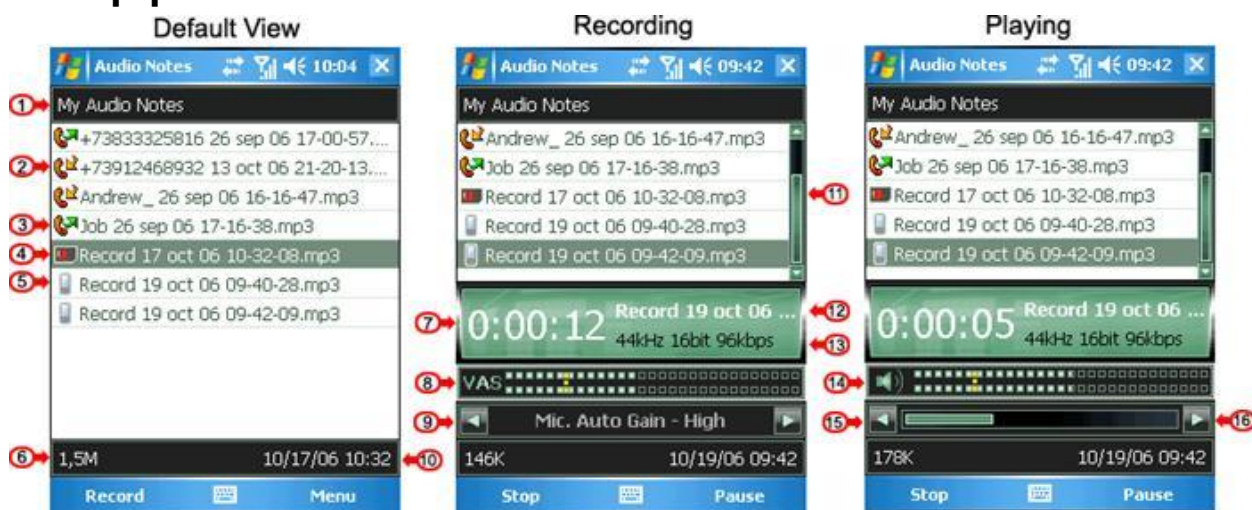 Default View
Recording
Playing
Audio Notes 10:04
Audio Notes 09:42
Audio Notes 09:42
1 My Audio Notes
My Audio Notes
My Audio Notes
+73833325816 26 sep 06 17-00-57....
2 +73912468932 13 oct 06 21-20-13....
Andrew_ 26 sep 06 16-16-47.mp3
3 Job 26 sep 06 17-16-38.mp3
4 Record 17 oct 06 10-32-08.mp3
5 Record 19 oct 06 09-40-28.mp3
Record 19 oct 06 09-42-09.mp3
6 1,5M 10/17/06 10:32 10
Record Menu
Andrew_ 26 sep 06 16-16-47.mp3
Job 26 sep 06 17-16-38.mp3
Record 17 oct 06 10-32-08.mp3 11
Record 19 oct 06 09-40-28.mp3
Record 19 oct 06 09-42-09.mp3
7 0:00:12 Record 19 oct 06 ... 12
44kHz 16bit 96kbps 13
8 VAS
9 Mic. Auto Gain - High
146K 10/19/06 09:42
Stop Pause
Andrew_ 26 sep 06 16-16-47.mp3
Job 26 sep 06 17-16-38.mp3
Record 17 oct 06 10-32-08.mp3
Record 19 oct 06 09-40-28.mp3
Record 19 oct 06 09-42-09.mp3
0:00:05 Record 19 oct 06 ...
44kHz 16bit 96kbps
14
15 16
178K 10/19/06 09:42
Stop Pause